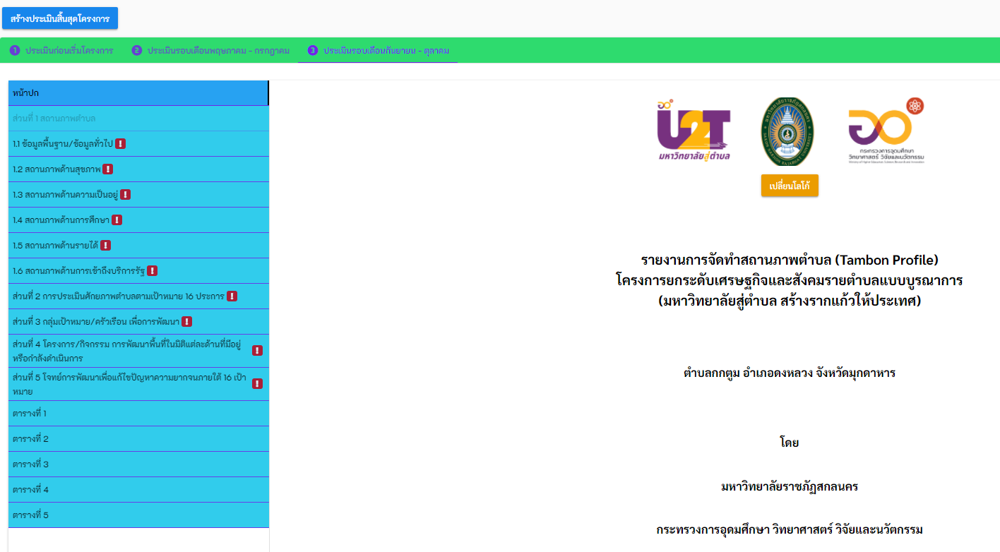 สร้างประเมินสิ้นสุดโครงการ
1 ประเมินก่อนเริ่มโครงการ 2 ประเมินรอบเดือนพฤษภาคม - กรกฎาคม 3 ประเมินรอบเดือนกันยายน - ตุลาคม
หน้าปก
ส่วนที่ 1 สถานภาพตำบล
1.1 ข้อมูลพื้นฐาน/ข้อมูลทั่วไป
1.2 สถานภาพด้านสุขภาพ
1.3 สถานภาพด้านความเป็นอยู่
1.4 สถานภาพด้านการศึกษา
1.5 สถานภาพด้านรายได้
1.6 สถานภาพด้านการเข้าถึงบริการรัฐ
ส่วนที่ 2 การประเมินศักยภาพตำบลตามเป้าหมาย 16 ประการ
ส่วนที่ 3 กลุ่มเป้าหมาย/ครัวเรือน เพื่อการพัฒนา
ส่วนที่ 4 โครงการ/กิจกรรม การพัฒนาพื้นที่ในมิติแต่ละด้านที่มีอยู่
หรือกำลังดำเนินการ
ส่วนที่ 5 โจทย์การพัฒนาเพื่อแก้ไขปัญหาความยากจนภายใต้ 16 เป้า
หมาย
ตารางที่ 1
ตารางที่ 2
ตารางที่ 3
ตารางที่ 4
ตารางที่ 5
U2T
มหาวิทยาลัยสู่ตำบล
กระทรวงการอุดมศึกษา
วิทยาศาสตร์ วิจัยและนวัตกรรม
เปลี่ยนโลโก้
รายงานการจัดทำสถานภาพตำบล (Tambon Profile)
โครงการยกระดับเศรษฐกิจและสังคมรายตำบลแบบบูรณาการ
(มหาวิทยาลัยสู่ตำบล สร้างรากแก้วให้ประเทศ)
ตำบลกกตูม อำเภอดงหลวง จังหวัดมุกดาหาร
โดย
มหาวิทยาลัยราชภัฏสกลนคร
กระทรวงการอุดมศึกษา วิทยาศาสตร์ วิจัยและนวัตกรรม